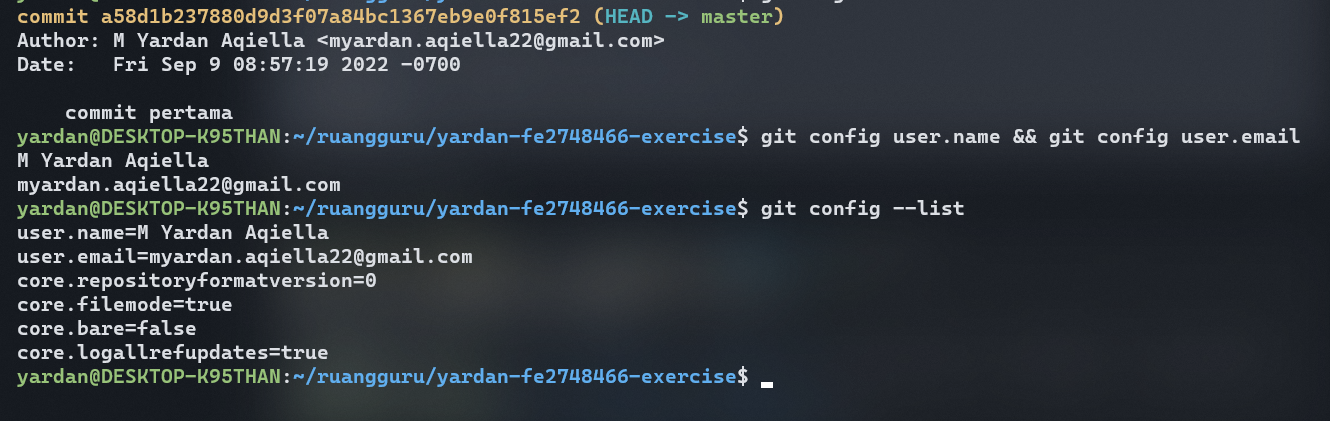 commit a58d1b237880d9d3f07a84bc1367eb9e0f815ef2 (HEAD -> master)
Author: M Yardan Aqiella <myardan.aqiella22@gmail.com>
Date:   Fri Sep 9 08:57:19 2022 -0700
    commit pertama
yardan@DESKTOP-K95THAN:~/ruangguru/yardan-fe2748466-exercise$ git config user.name && git config user.email
M Yardan Aqiella
myardan.aqiella22@gmail.com
yardan@DESKTOP-K95THAN:~/ruangguru/yardan-fe2748466-exercise$ git config --list
user.name=M Yardan Aqiella
user.email=myardan.aqiella22@gmail.com
core.repositoryformatversion=0
core.filemode=true
core.bare=false
core.logallrefupdates=true
yardan@DESKTOP-K95THAN:~/ruangguru/yardan-fe2748466-exercise$